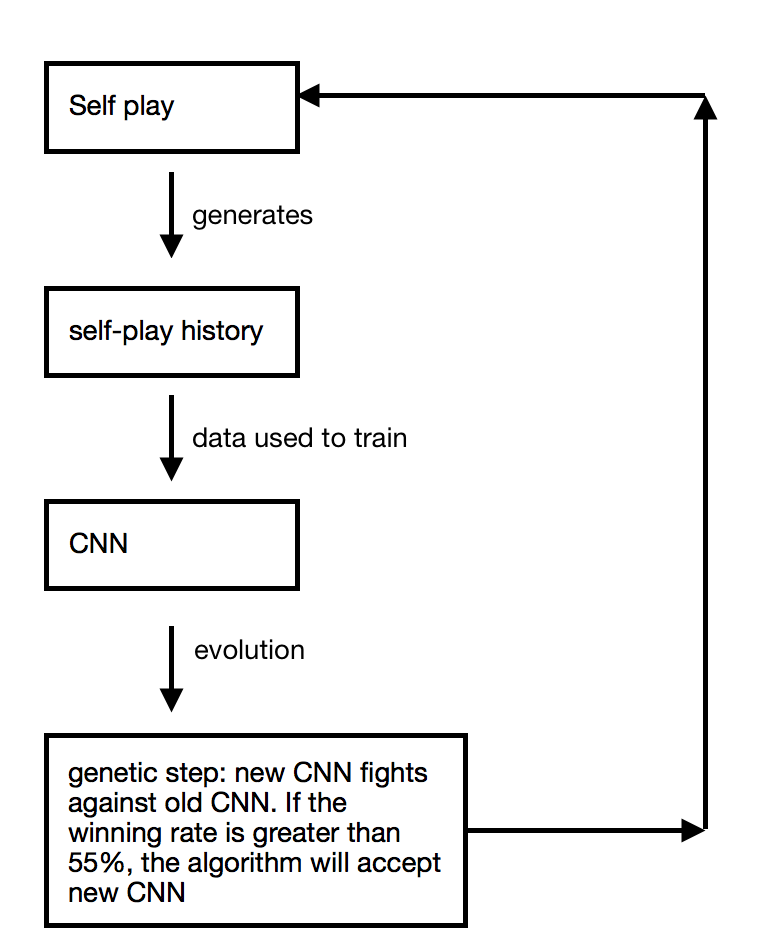 Self play
generates
self-play history
data used to train
CNN
evolution
genetic step: new CNN fights
against old CNN. If the
winning rate is greater than
55%, the algorithm will accept
new CNN